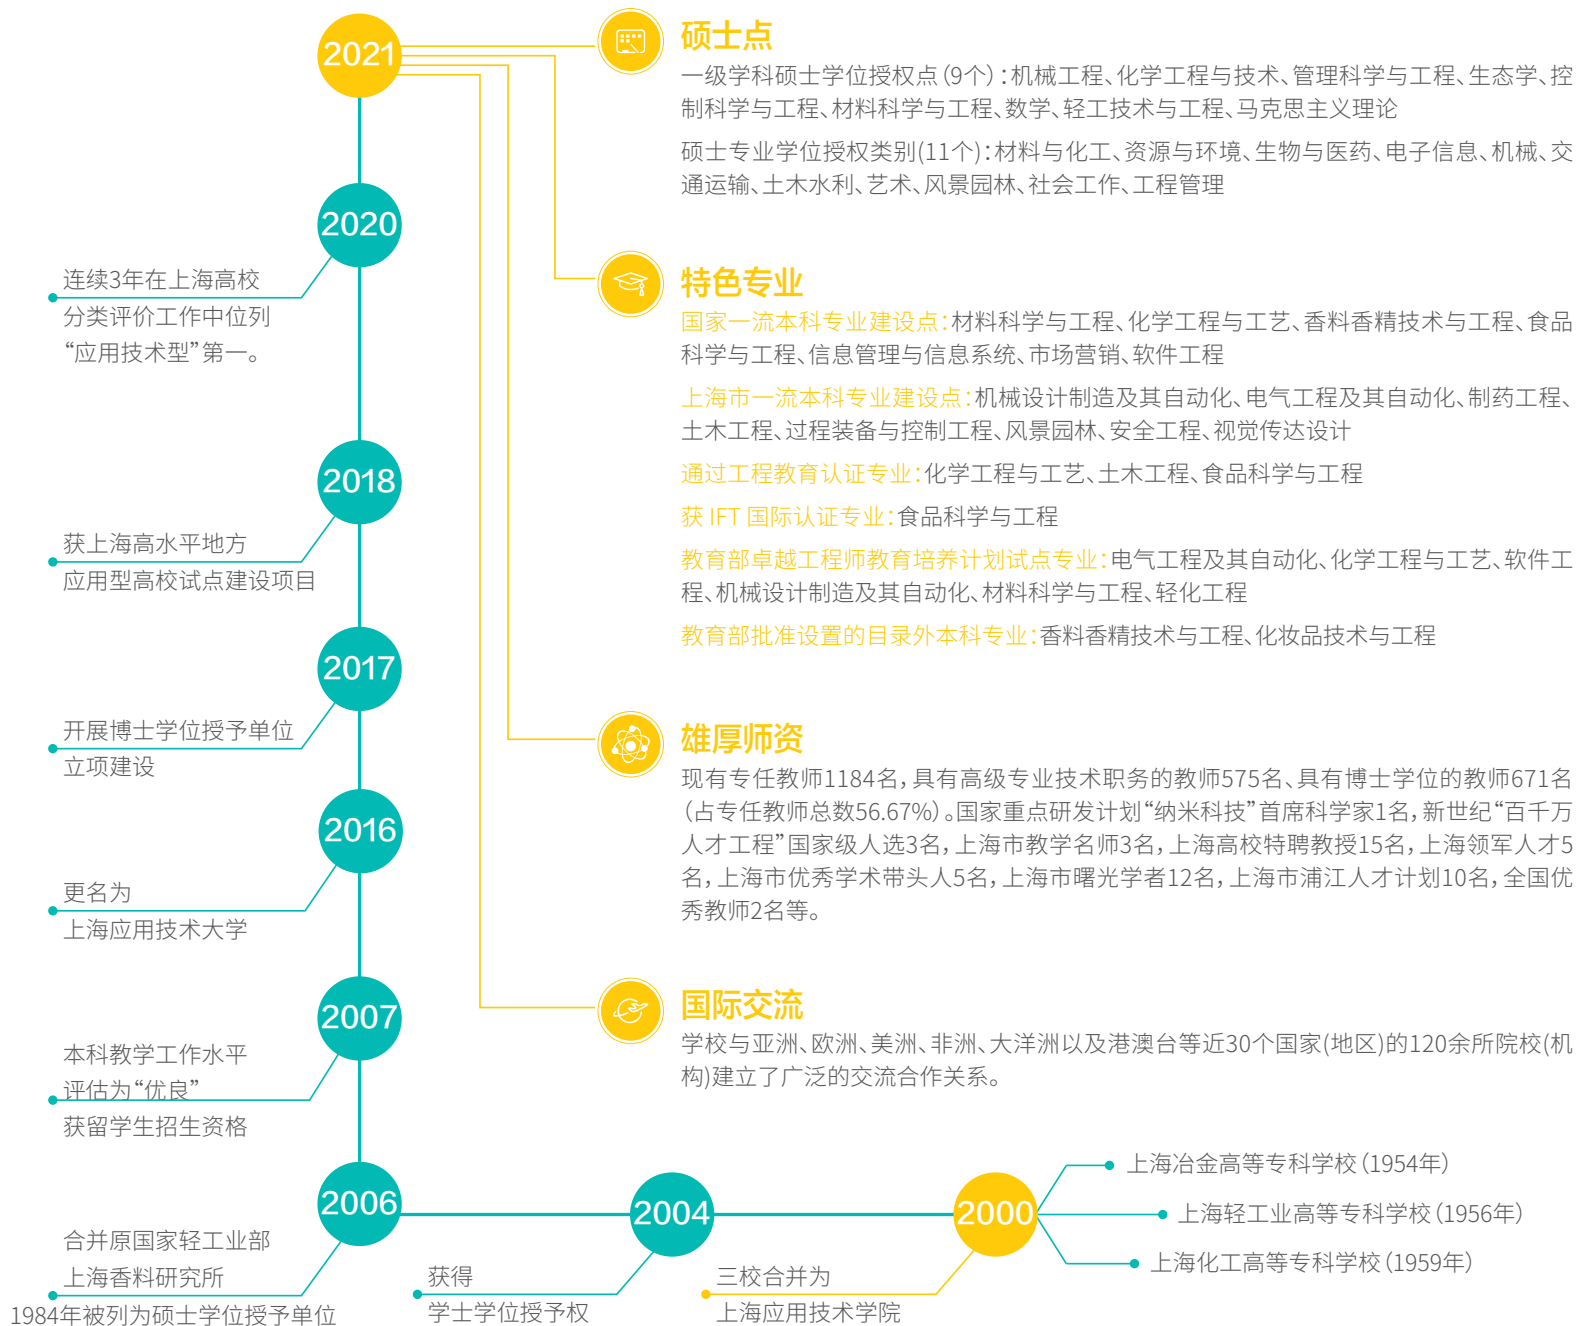 2021
硕士点
一级学科硕士学位授权点（9个）：机械工程、化学工程与技术、管理科学与工程、生态学、控
制科学与工程、材料科学与工程、数学、轻工技术与工程、马克思主义理论
硕士专业学位授权类别(11个)：材料与化工、资源与环境、生物与医药、电子信息、机械、交
通运输、土木水利、艺术、风景园林、社会工作、工程管理
特色专业
国家一流本科专业建设点：材料科学与工程、化学工程与工艺、香料香精技术与工程、食品
科学与工程、信息管理与信息系统、市场营销、软件工程
上海市一流本科专业建设点：机械设计制造及其自动化、电气工程及其自动化、制药工程、
土木工程、过程装备与控制工程、风景园林、安全工程、视觉传达设计
通过工程教育认证专业：化学工程与工艺、土木工程、食品科学与工程
获 IFT 国际认证专业：食品科学与工程
教育部卓越工程师教育培养计划试点专业：电气工程及其自动化、化学工程与工艺、软件工
程、机械设计制造及其自动化、材料科学与工程、轻化工程
教育部批准设置的目录外本科专业：香料香精技术与工程、化妆品技术与工程
雄厚师资
现有专任教师1184名，具有高级专业技术职务的教师575名、具有博士学位的教师671名
（占专任教师总数56.67%）。国家重点研发计划“纳米科技”首席科学家1名，新世纪“百千万
人才工程”国家级人选3名，上海市教学名师3名，上海高校特聘教授15名，上海领军人才5
名，上海市优秀学术带头人5名，上海市曙光学者12名，上海市浦江人才计划10名，全国优
秀教师2名等。
国际交流
学校与亚洲、欧洲、美洲、非洲、大洋洲以及港澳台等近30个国家(地区)的120余所院校(机
构)建立了广泛的交流合作关系。
2020
连续3年在上海高校
分类评价工作中位列
“应用技术型”第一。
2018
获上海高水平地方
应用型高校试点建设项目
2017
开展博士学位授予单位
立项建设
2016
更名为
上海应用技术大学
2007
本科教学工作水平
评估为“优良”
获留学生招生资格
2006
合并原国家轻工业部
上海香料研究所
1984年被列为硕士学位授予单位
2004
获得
学士学位授予权
2000
三校合并为
上海应用技术学院
上海冶金高等专科学校（1954年）
上海轻工业高等专科学校（1956年）
上海化工高等专科学校（1959年）